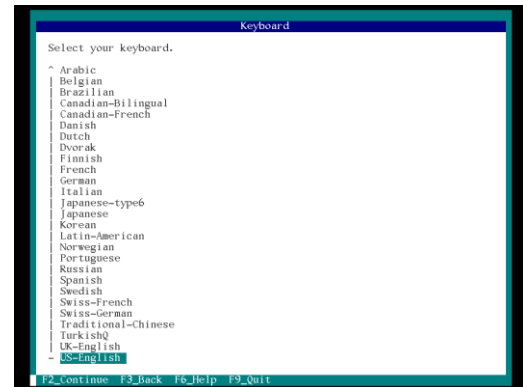 Keyboard
Select your keyboard.
^ Arabic
| Belgian
| Brazilian
| Canadian-Bilingual
| Canadian-French
| Danish
| Dutch
| Dvorak
| Finnish
| French
| German
| Italian
| Japanese-type6
| Japanese
| Korean
| Latin-American
| Norwegian
| Portuguese
| Russian
| Spanish
| Swedish
| Swiss-French
| Swiss-German
| Traditional-Chinese
| TurkishQ
| UK-English
- US-English
F2_Continue F3_Back F6_Help F9_Quit